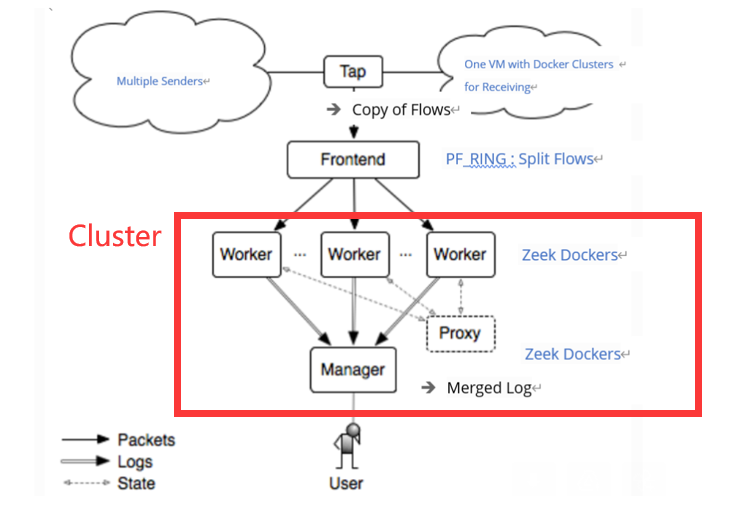 Multiple Senders↵
Tap
One VM with Docker Clusters ↵
for Receiving↵
➔ Copy of Flows↵
Frontend
PF_RING : Split Flows↵
Cluster
Worker ... Worker ... Worker
Zeek Dockers↵
Proxy
Zeek Dockers↵
Manager
➔ Merged Log↵
Packets
Logs
State
User